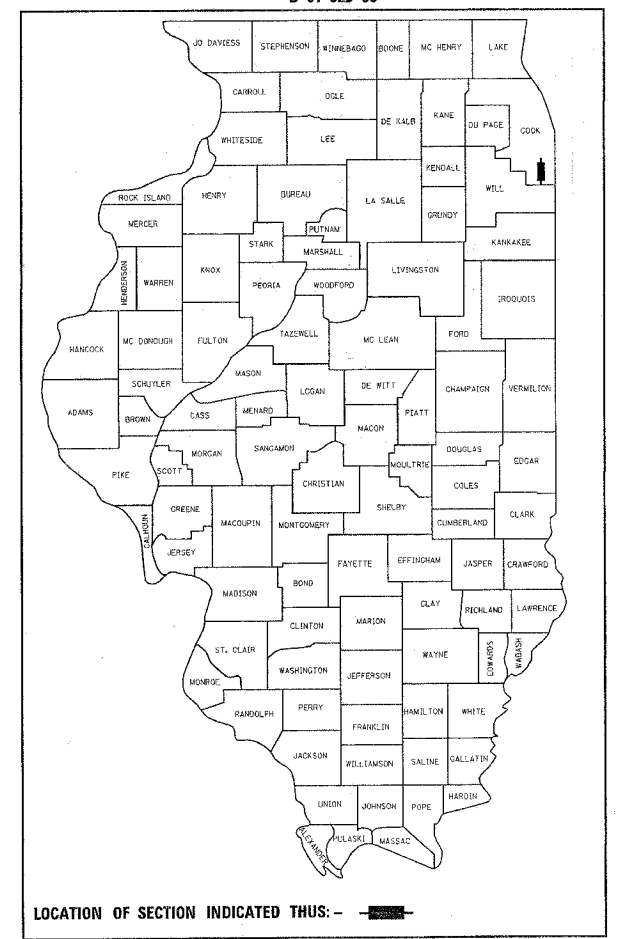 JO DAVIESS STEPHENSON WINNEBAGO BOONE MC HENRY LAKE
CARROLL OGLE DE KALB KANE DU PAGE COOK
WHITESIDE LEE
KENDALL WILL
ROCK ISLAND HENRY BUREAU LA SALLE GRUNDY
MERCER PUTNAM KANKAKEE
STARK MARSHALL
HENDERSON WARREN KNOX PEORIA WOODFORD LIVINGSTON IROQUOIS
HANCOCK MC DONOUGH FULTON TAZEWELL MC LEAN FORD
SCHUYLER MASON LOGAN DE WITT CHAMPAIGN VERMILION
ADAMS BROWN CASS MENARD MACON PIATT
MORGAN SANGAMON DOUGLAS EDGAR
PIKE SCOTT CHRISTIAN MOULTRIE COLES
CALHOUN GREENE MACOUPIN MONTGOMERY SHELBY CUMBERLAND CLARK
JERSEY FAYETTE EFFINGHAM JASPER CRAWFORD
MADISON BOND CLAY RICHLAND LAWRENCE
CLINTON MARION
ST. CLAIR WAYNE EDWARDS WABASH
WASHINGTON JEFFERSON
MONROE
RANDOLPH PERRY HAMILTON WHITE
FRANKLIN
JACKSON WILLIAMSON SALINE GALLATIN
UNION JOHNSON POPE HARDIN
ALEXANDER PULASKI MASSAC
LOCATION OF SECTION INDICATED THUS: -